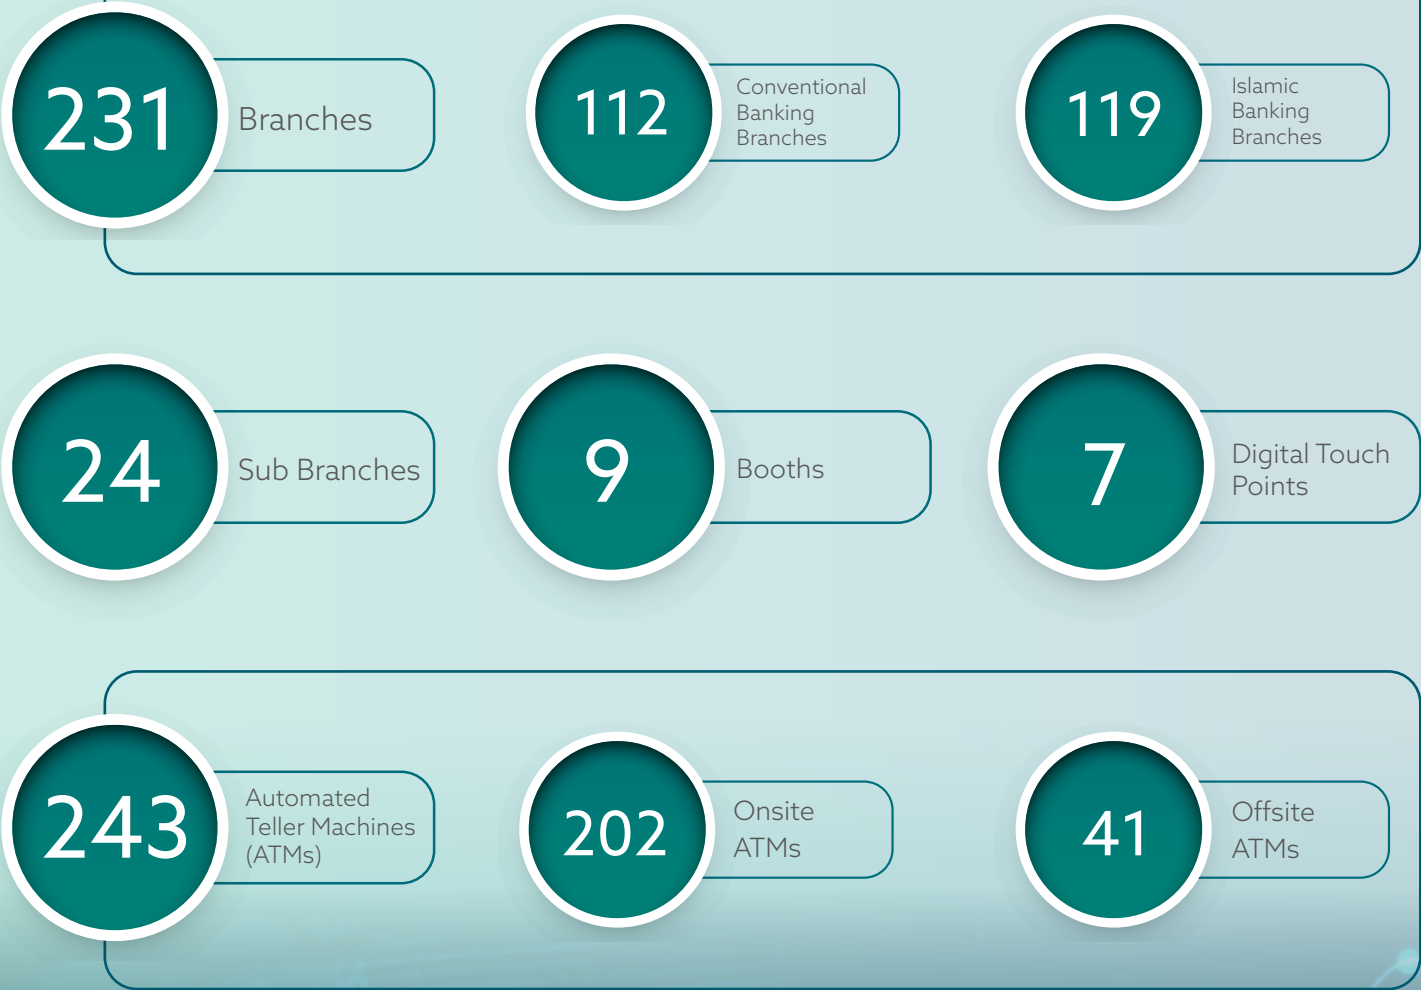 231
Branches
112
Conventional
Banking
Branches
119
Islamic
Banking
Branches
24
Sub Branches
9
Booths
7
Digital Touch
Points
243
Automated
Teller Machines
(ATMs)
202
Onsite
ATMs
41
Offsite
ATMs